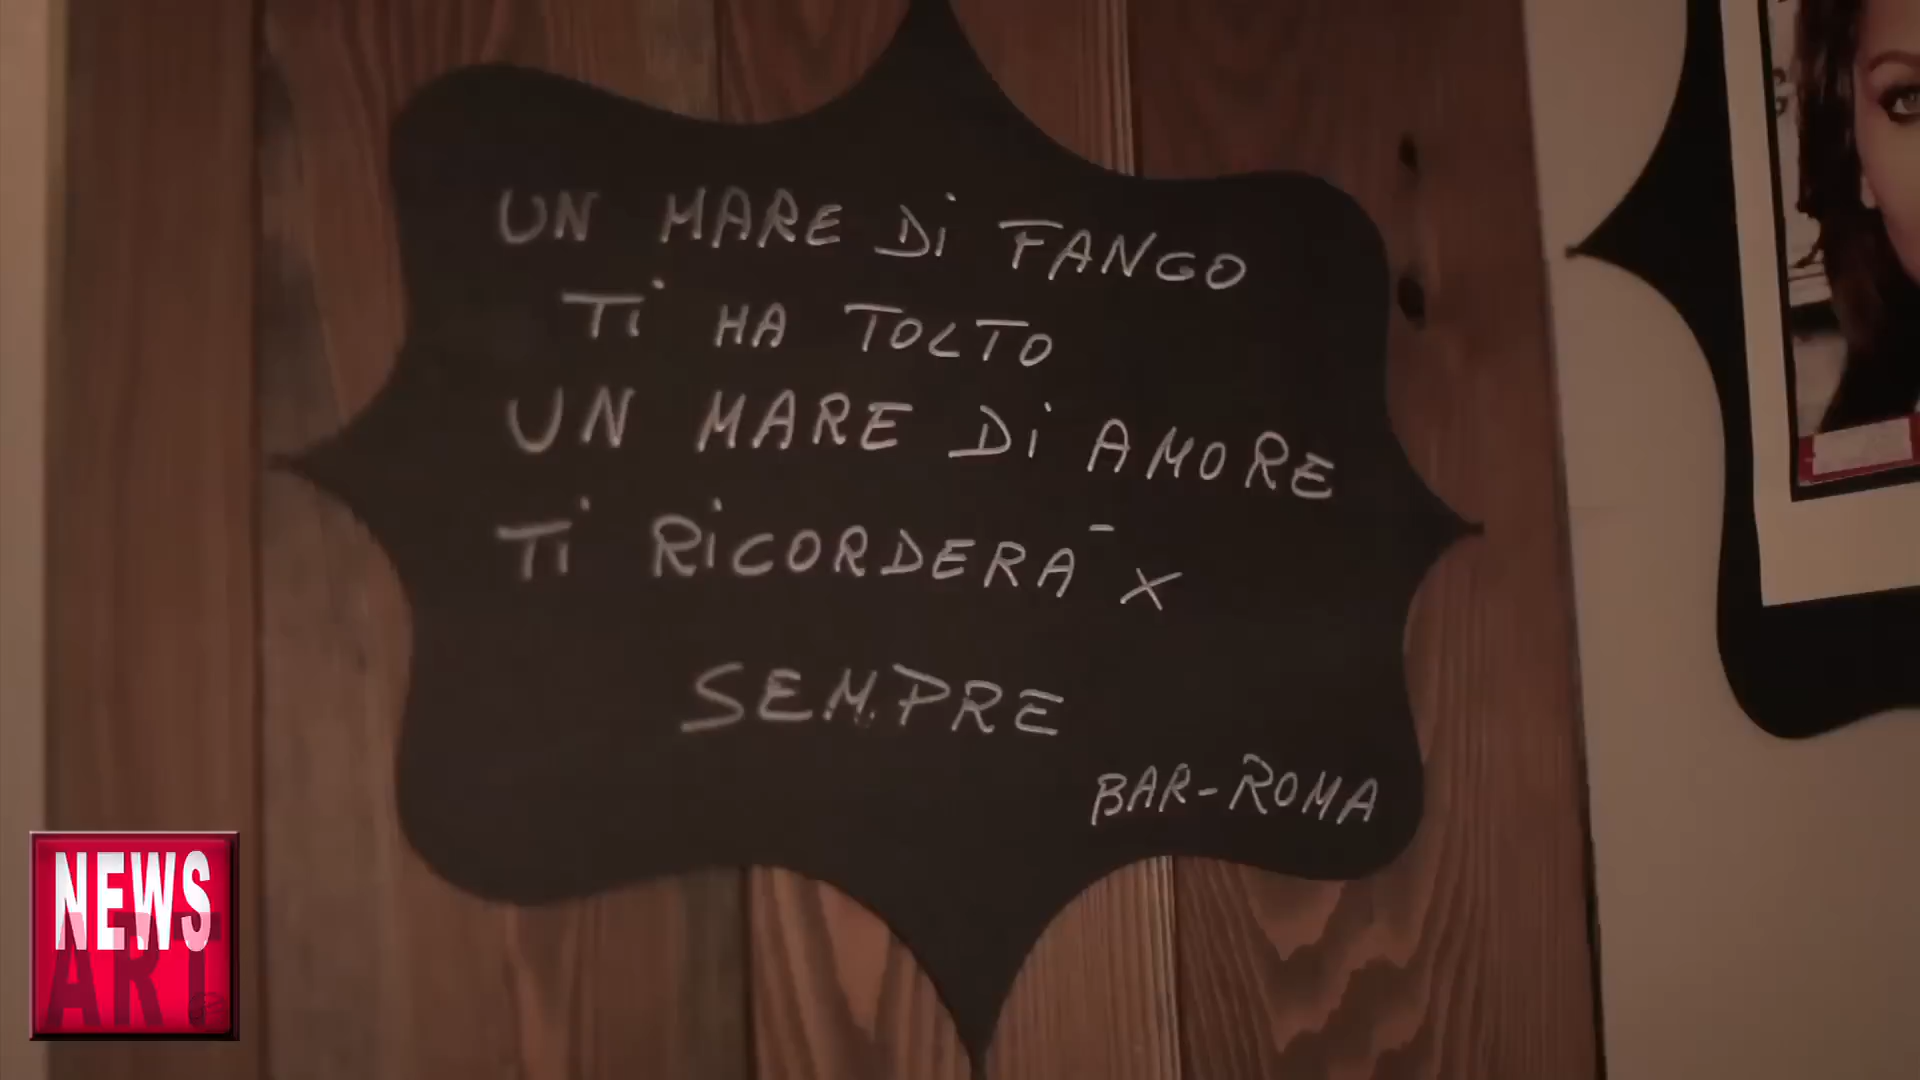 UN MARE Di FANGO
Ti HA TOLTO
UN MARE Di AMORE
Ti RiCORDERA¯ X
SEMPRE
BAR-ROMA
NEWS
ART